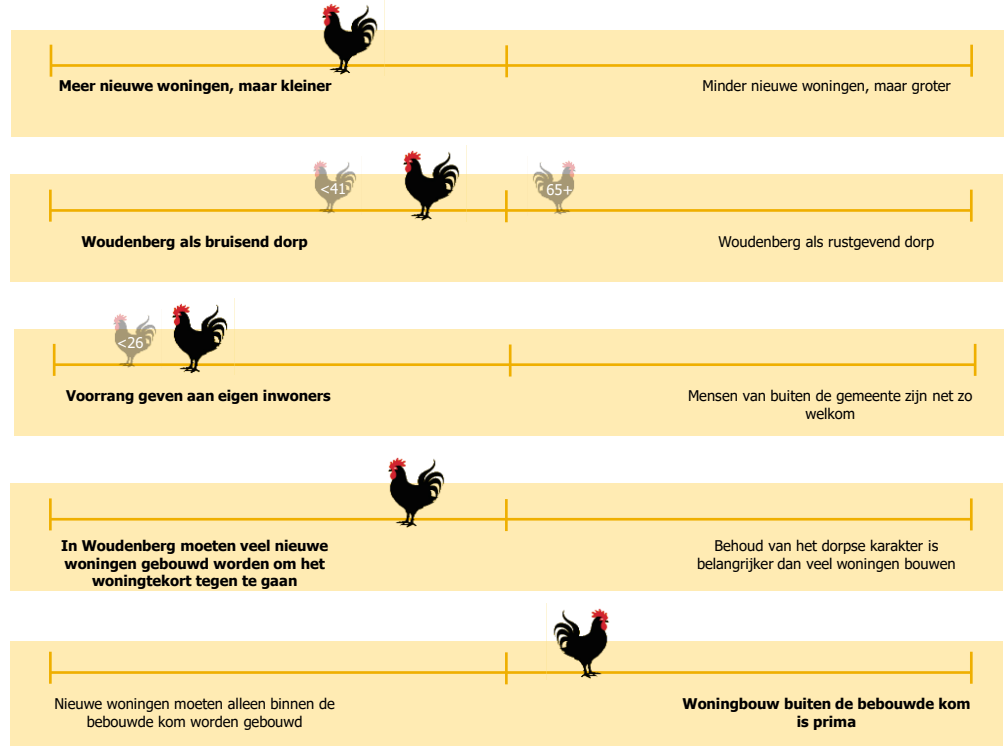 Meer nieuwe woningen, maar kleiner
Minder nieuwe woningen, maar groter
<41
65+
Woudenberg als bruisend dorp
Woudenberg als rustgevend dorp
<26
Voorrang geven aan eigen inwoners
Mensen van buiten de gemeente zijn net zo
welkom
In Woudenberg moeten veel nieuwe
woningen gebouwd worden om het
woningtekort tegen te gaan
Behoud van het dorpse karakter is
belangrijker dan veel woningen bouwen
Nieuwe woningen moeten alleen binnen de
bebouwde kom worden gebouwd
Woningbouw buiten de bebouwde kom
is prima